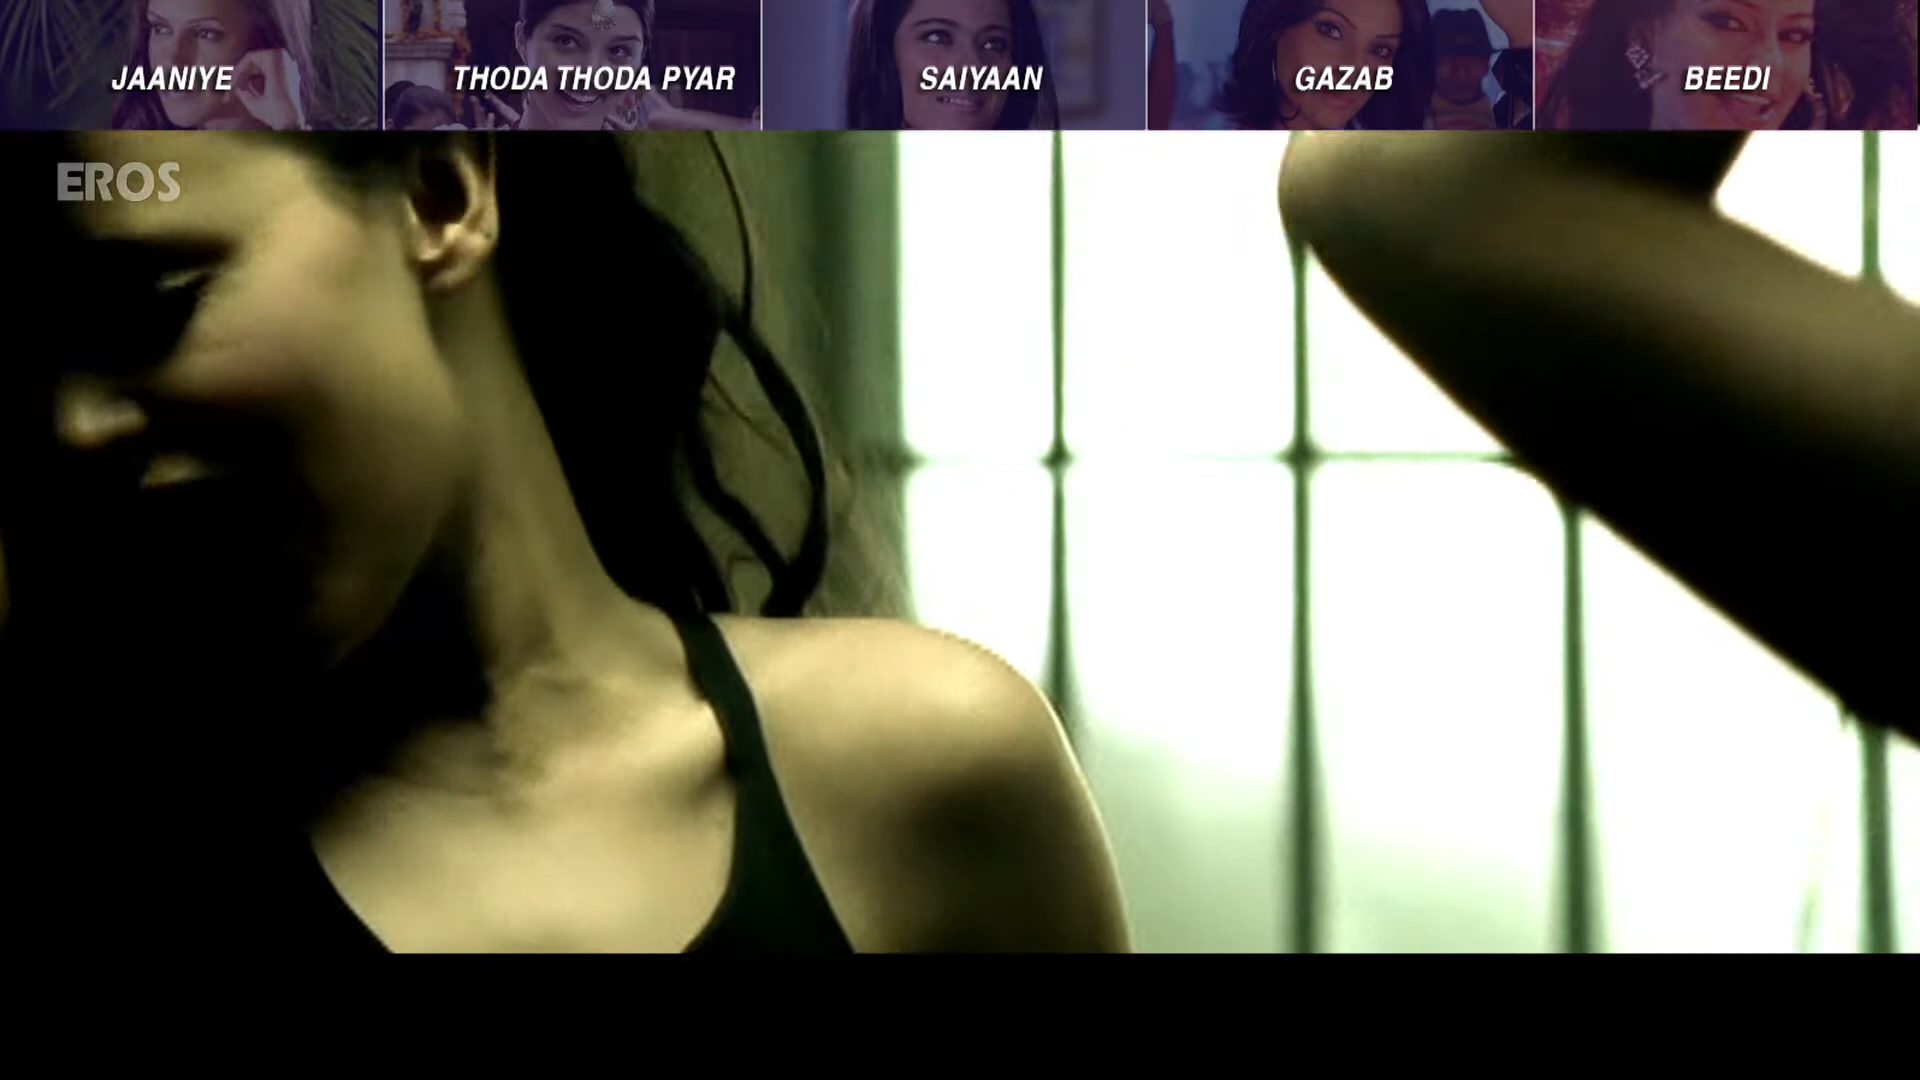 JAANIYE
THODA THODA PYAR
SAIYAAN
GAZAB
BEEDI
EROS